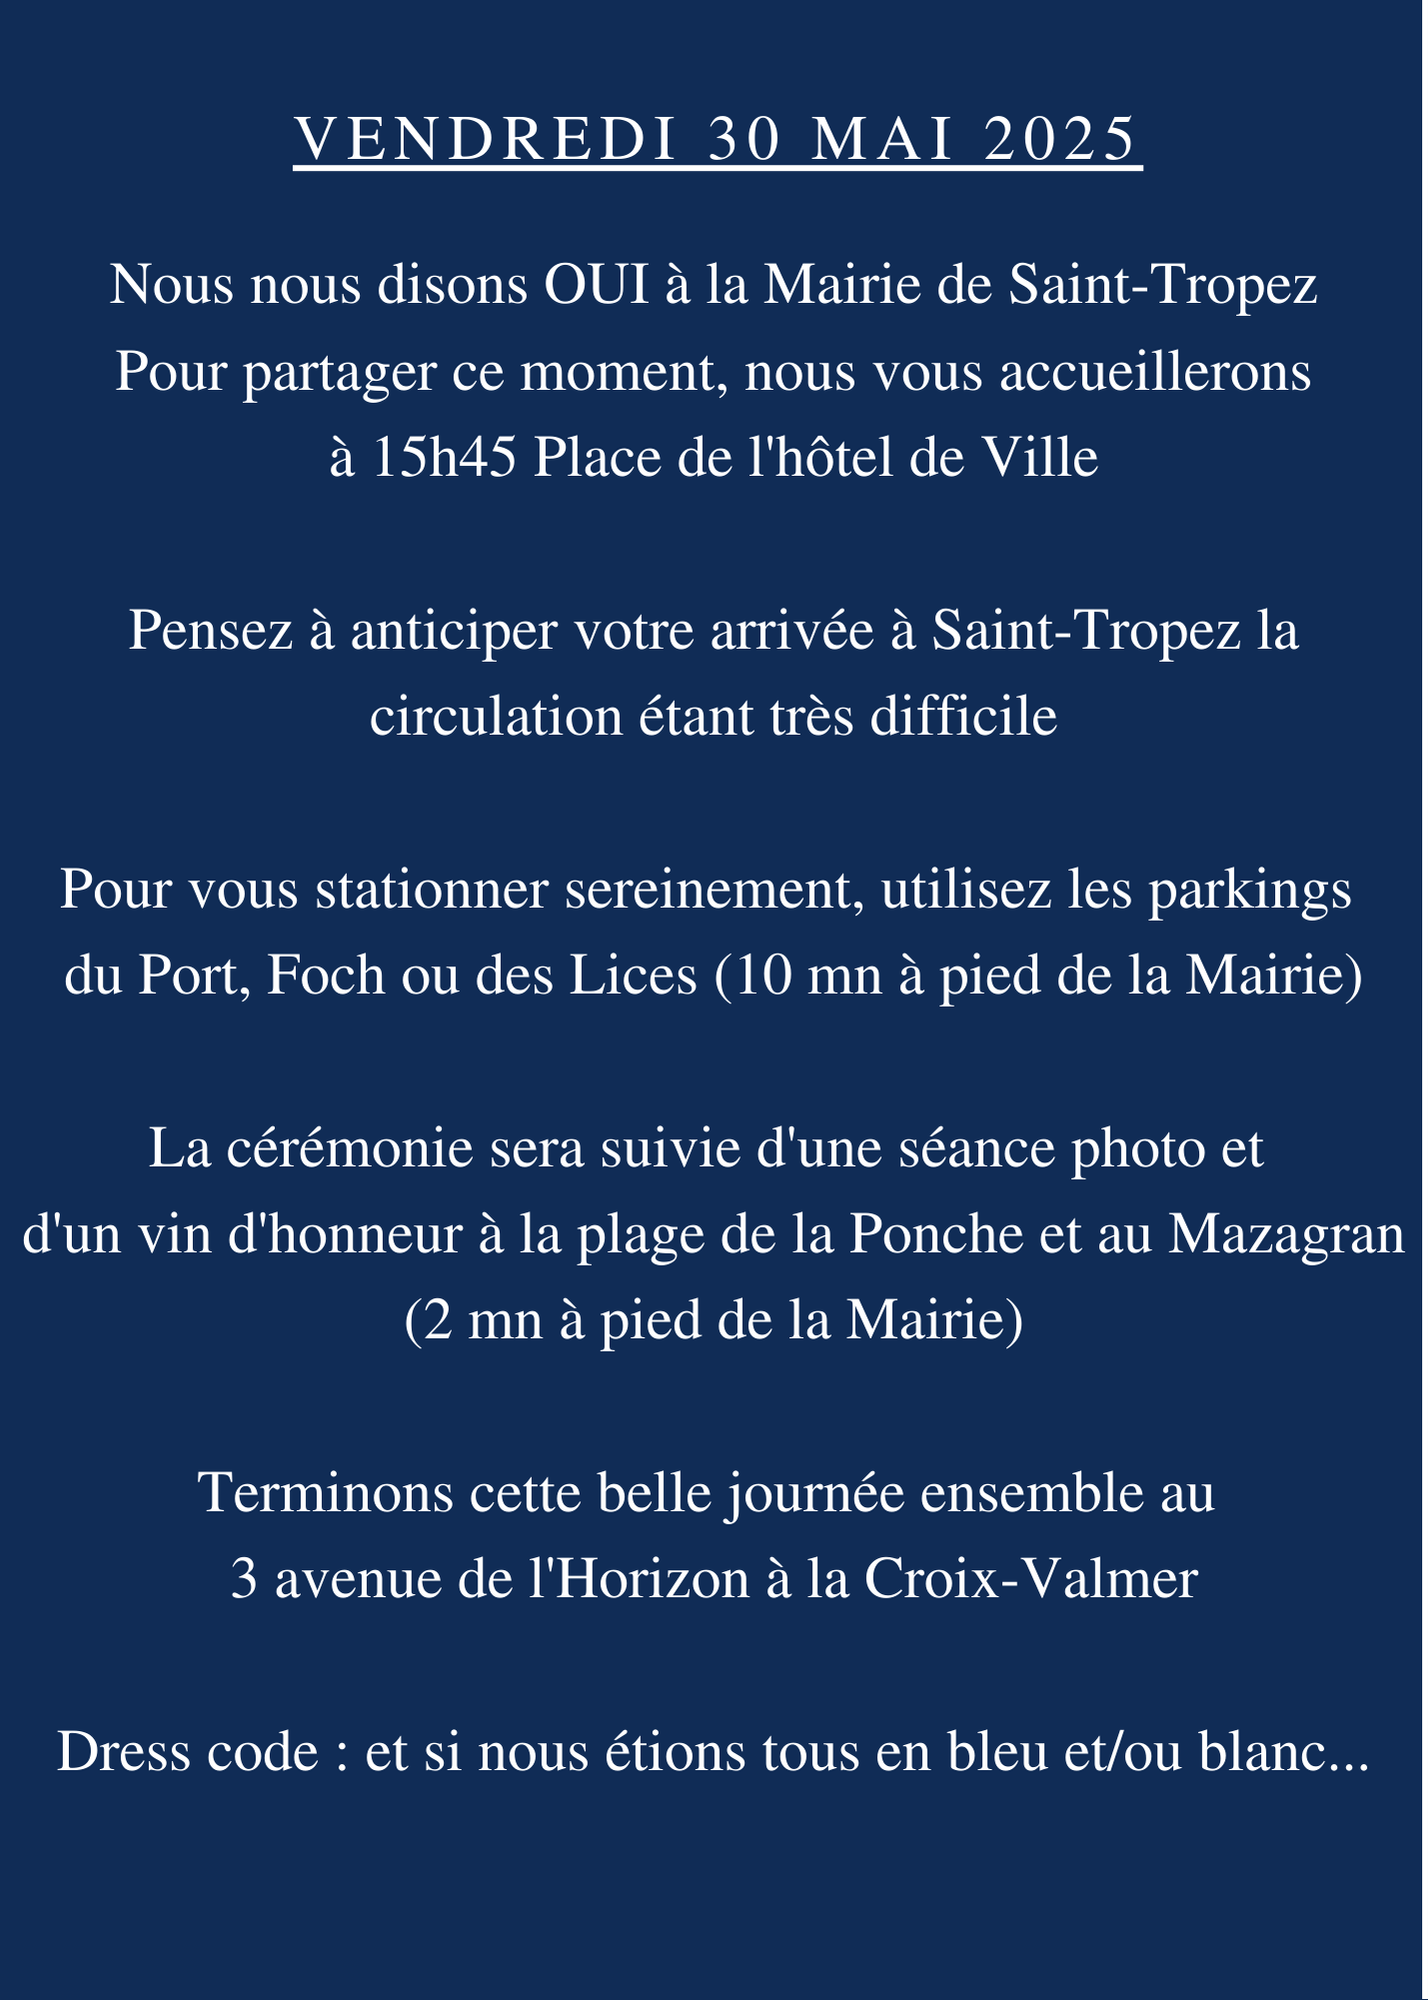 VENDREDI 30 MAI 2025
Nous nous disons OUI à la Mairie de Saint-Tropez
Pour partager ce moment, nous vous accueillerons
à 15h45 Place de l'hôtel de Ville
Pensez à anticiper votre arrivée à Saint-Tropez la
circulation étant très difficile
Pour vous stationner sereinement, utilisez les parkings
du Port, Foch ou des Lices (10 mn à pied de la Mairie)
La cérémonie sera suivie d'une séance photo et
d'un vin d'honneur à la plage de la Ponche et au Mazagran
(2 mn à pied de la Mairie)
Terminons cette belle journée ensemble au
3 avenue de l'Horizon à la Croix-Valmer
Dress code : et si nous étions tous en bleu et/ou blanc...